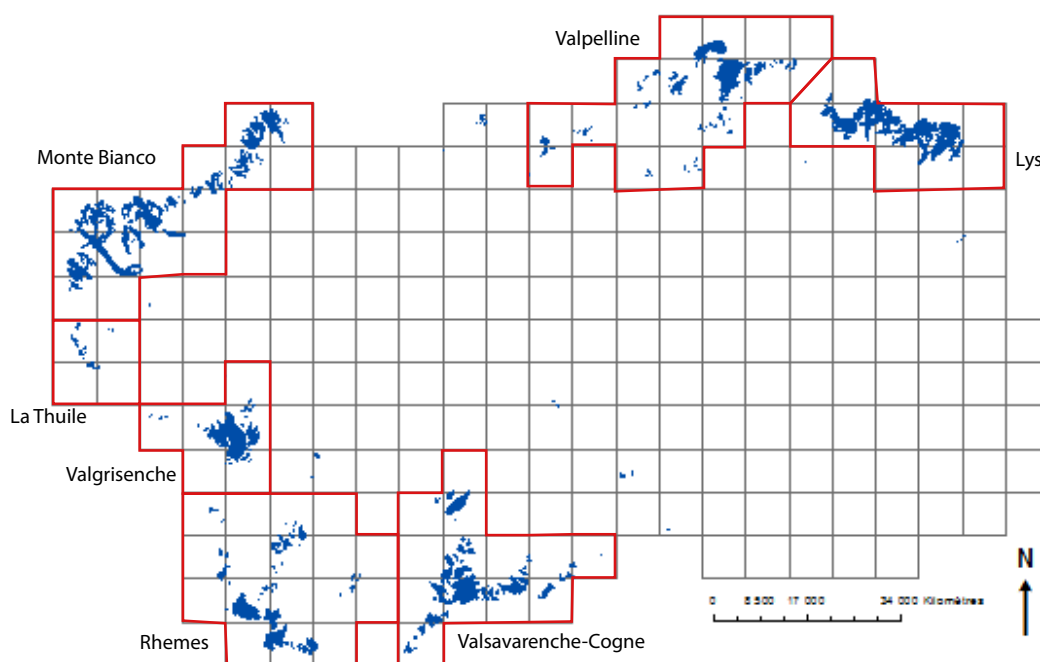 Valpelline
Monte Bianco
Lys
La Thuile
Valgrisenche
N
0 8 500 17 000 34 000 Kilomètres
Rhemes
Valsavarenche-Cogne